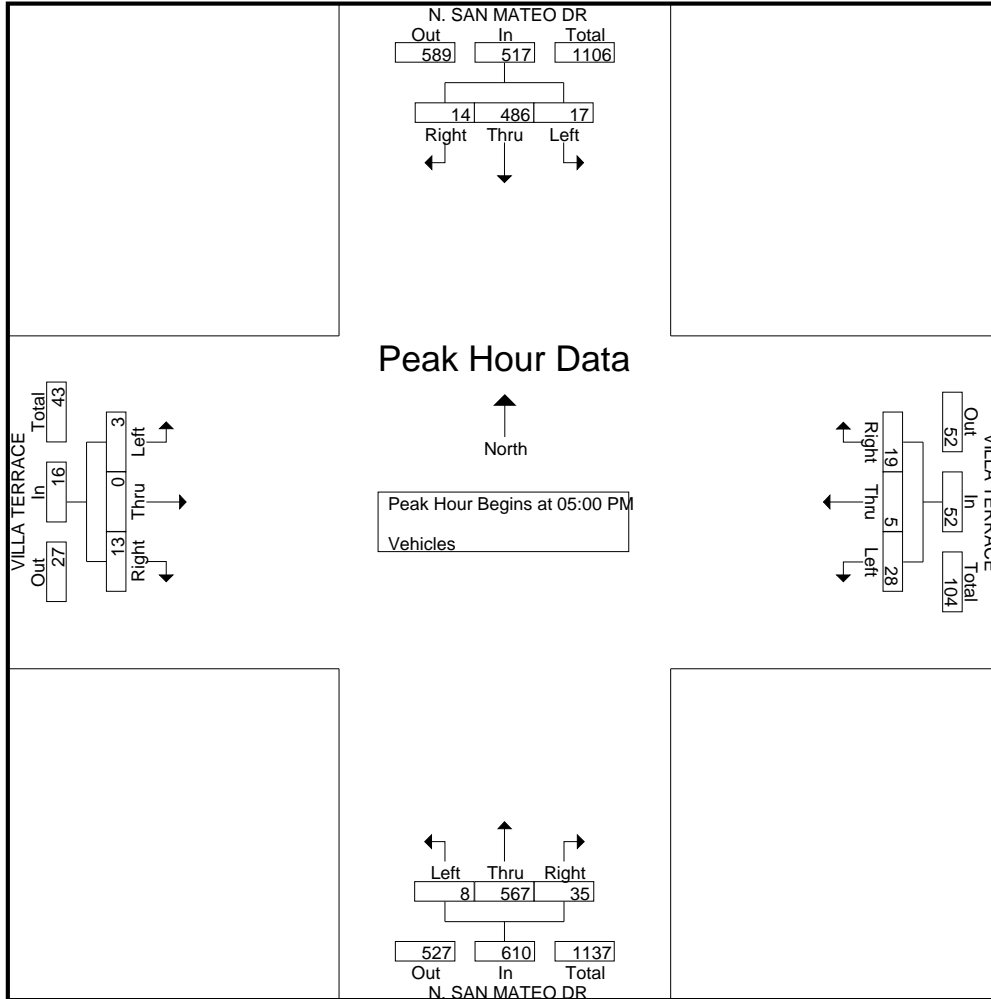 N. SAN MATEO DR
Out In Total
589 517 1106
14 486 17
Right Thru Left
Peak Hour Data
North
Peak Hour Begins at 05:00 PM
Vehicles
VILLA TERRACE
Total In Out
43 16 27
3 0 13
Left Thru Right
VILLA TERRACE
Out In Total
52 52 104
19 5 28
Right Thru Left
Left Thru Right
8 567 35
527 610 1137
Out In Total
N. SAN MATEO DR